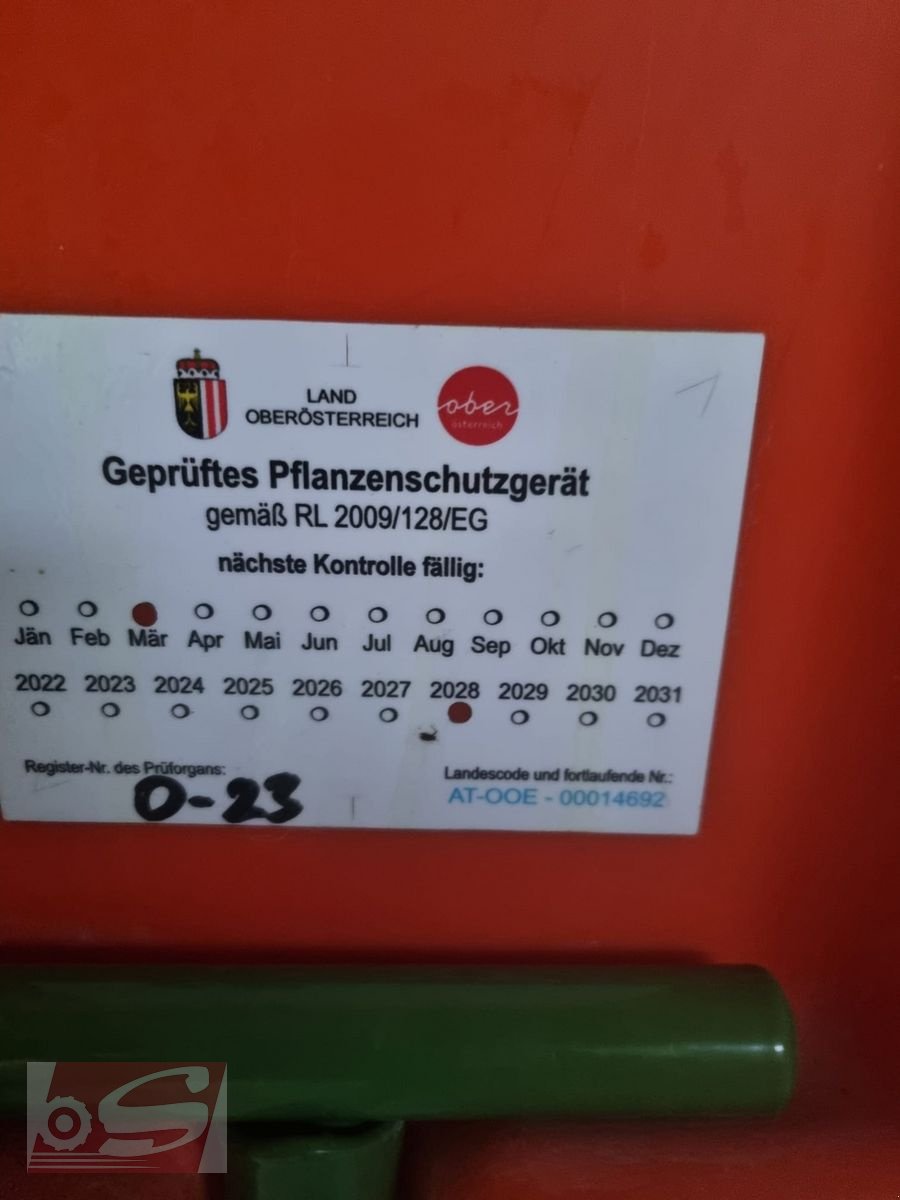 LAND
OBERÖSTERREICH
ober
österreich
Geprüftes Pflanzenschutzgerät
gemäß RL 2009/128/EG
nächste Kontrolle fällig:
Jän Feb Mär Apr Mai Jun Jul Aug Sep Okt Nov Dez
2022 2023 2024 2025 2026 2027 2028 2029 2030 2031
Register-Nr. des Prüforgans:
O-23
Landescode und fortlaufende Nr.:
AT-OOE - 00014692
bS